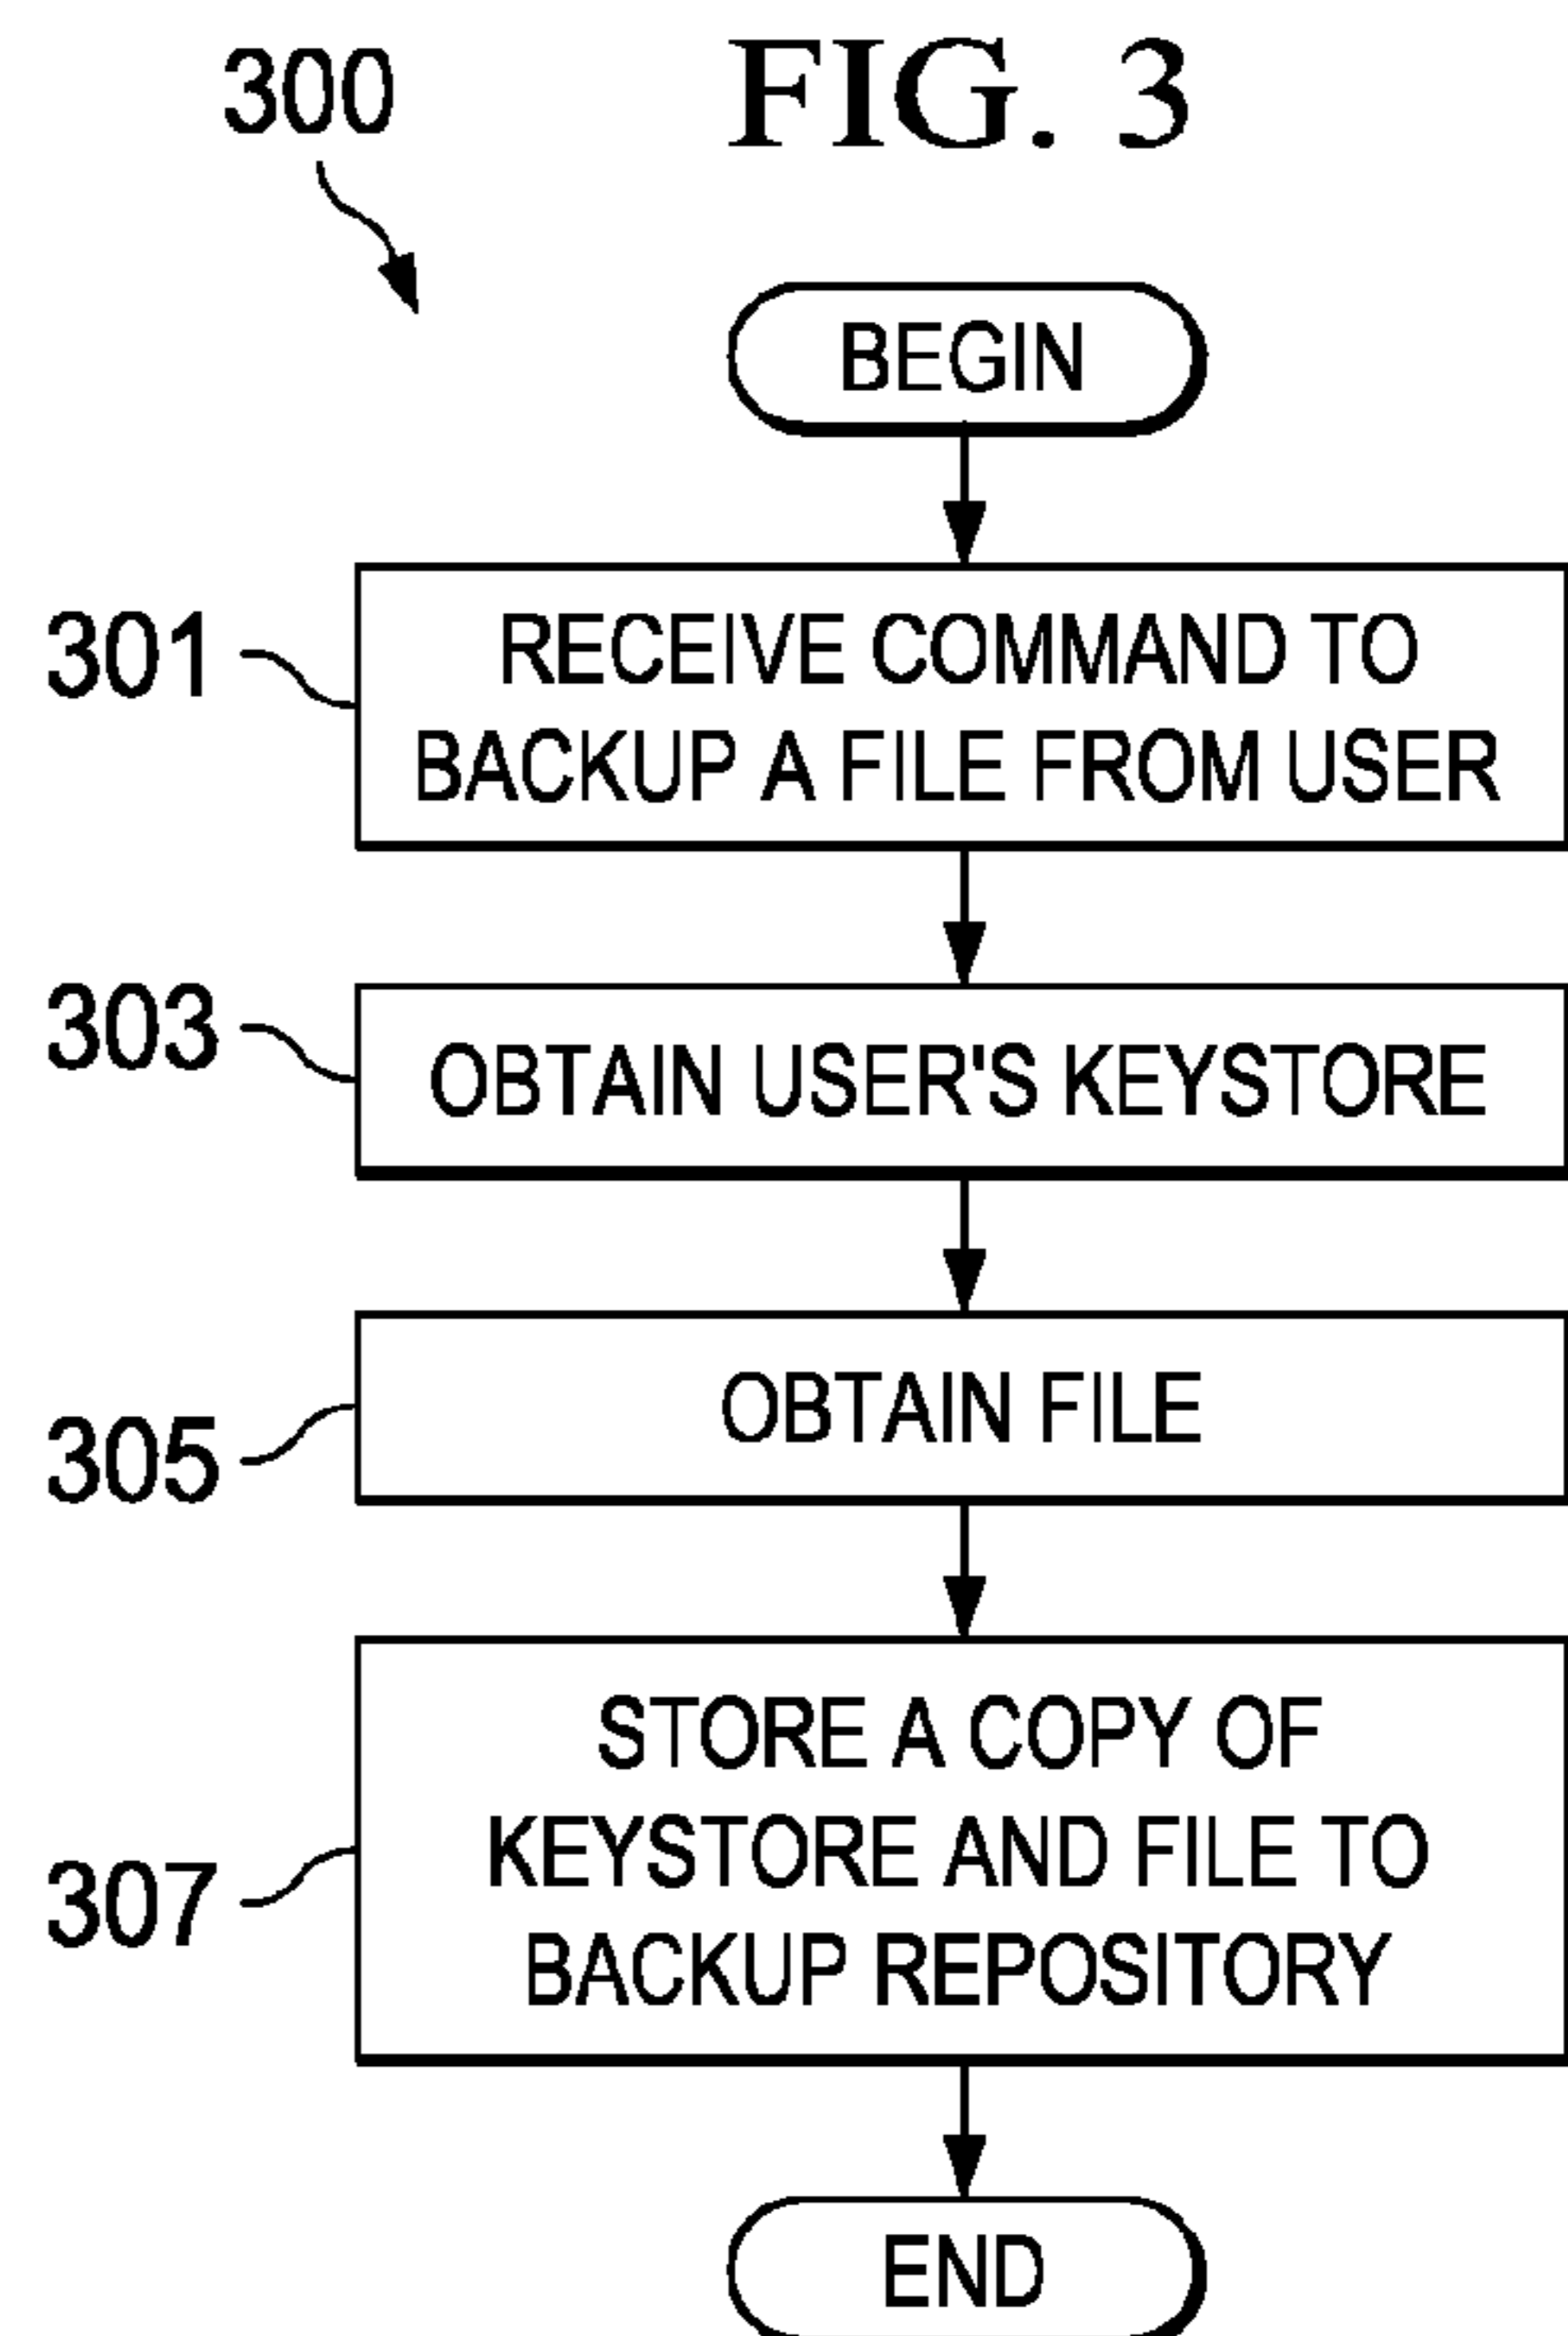 300
FIG. 3
BEGIN
301
RECEIVE COMMAND TO
BACKUP A FILE FROM USER
303
OBTAIN USER'S KEYSTORE
305
OBTAIN FILE
307
STORE A COPY OF
KEYSTORE AND FILE TO
BACKUP REPOSITORY
END